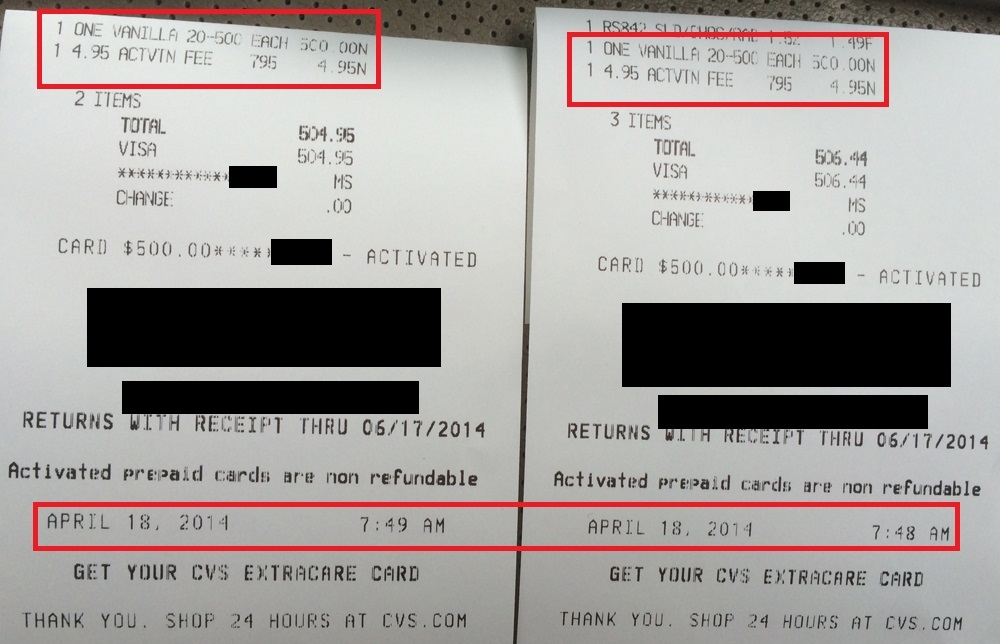 1 ONE VANILLA 20-500 EACH 500.00N
1 4.95 ACTVTN FEE 795 4.95N
2 ITEMS
TOTAL 504.95
VISA 504.95
*********** MS
CHANGE .00
CARD $500.00***** - ACTIVATED
RETURNS WITH RECEIPT THRU 06/17/2014
Activated prepaid cards are non refundable
APRIL 18, 2014 7:49 AM
GET YOUR CVS EXTRACARE CARD
THANK YOU. SHOP 24 HOURS AT CVS.COM
1 RS842 1.49F
1 ONE VANILLA 20-500 EACH 500.00N
1 4.95 ACTVTN FEE 795 4.95N
3 ITEMS
TOTAL 506.44
VISA 506.44
*********** MS
CHANGE .00
CARD $500.00***** - ACTIVATED
RETURNS WITH RECEIPT THRU 06/17/2014
Activated prepaid cards are non refundable
APRIL 18, 2014 7:48 AM
GET YOUR CVS EXTRACARE CARD
THANK YOU. SHOP 24 HOURS AT CVS.COM